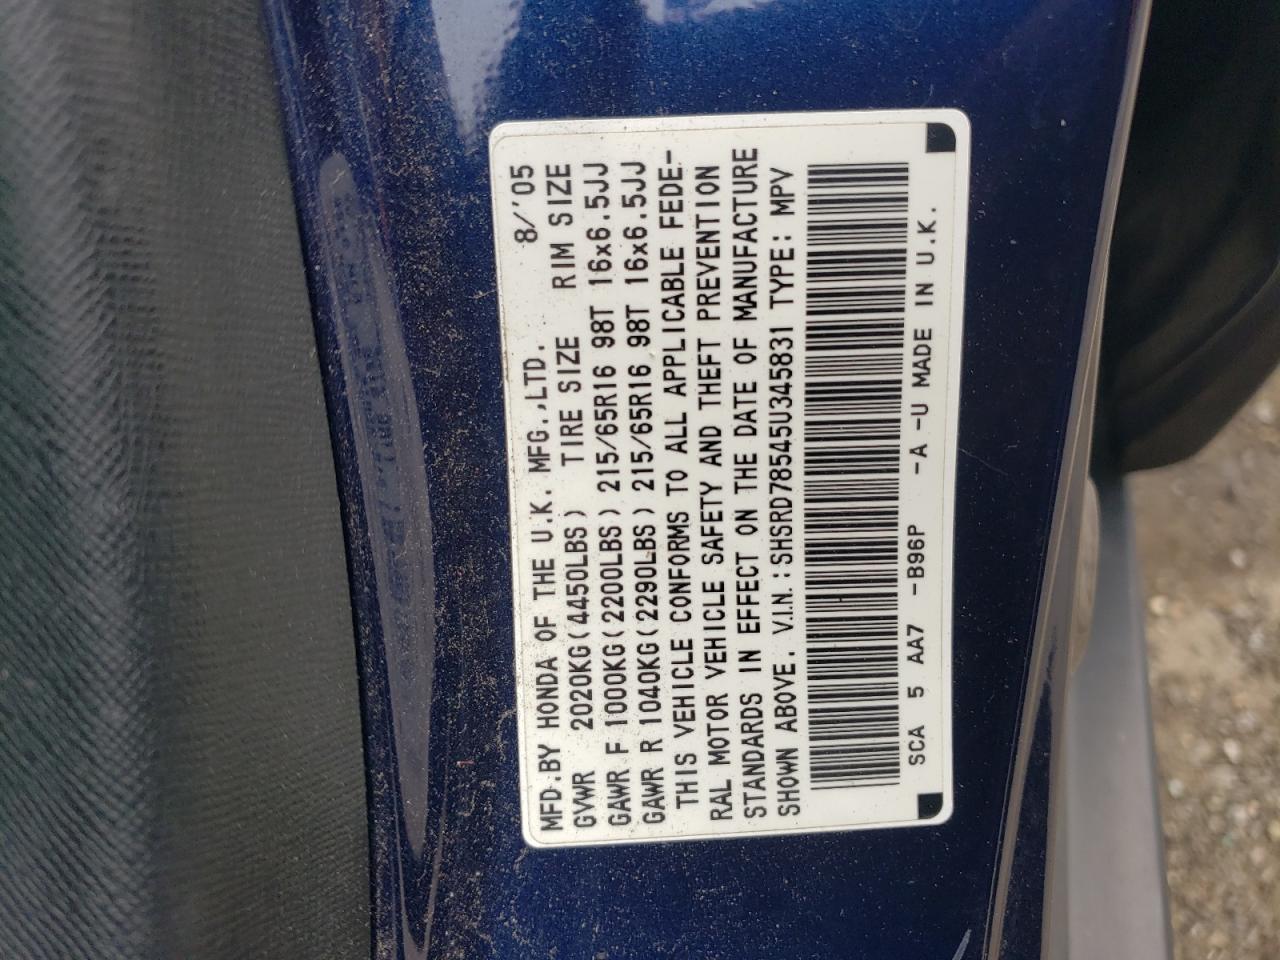 MFD.BY HONDA OF THE U.K. MFG.,LTD. 8/'05
GVWR 2020KG(4450LBS) TIRE SIZE RIM SIZE
GAWR F 1000KG(2200LBS) 215/65R16 98T 16x6.5JJ
GAWR R 1040KG(2290LBS) 215/65R16 98T 16x6.5JJ
THIS VEHICLE CONFORMS TO ALL APPLICABLE FEDE-
RAL MOTOR VEHICLE SAFETY AND THEFT PREVENTION
STANDARDS IN EFFECT ON THE DATE OF MANUFACTURE
SHOWN ABOVE. V.I.N.:SHSRD78545U345831 TYPE: MPV
SCA 5 AA7 -B96P -A -U MADE IN U.K.